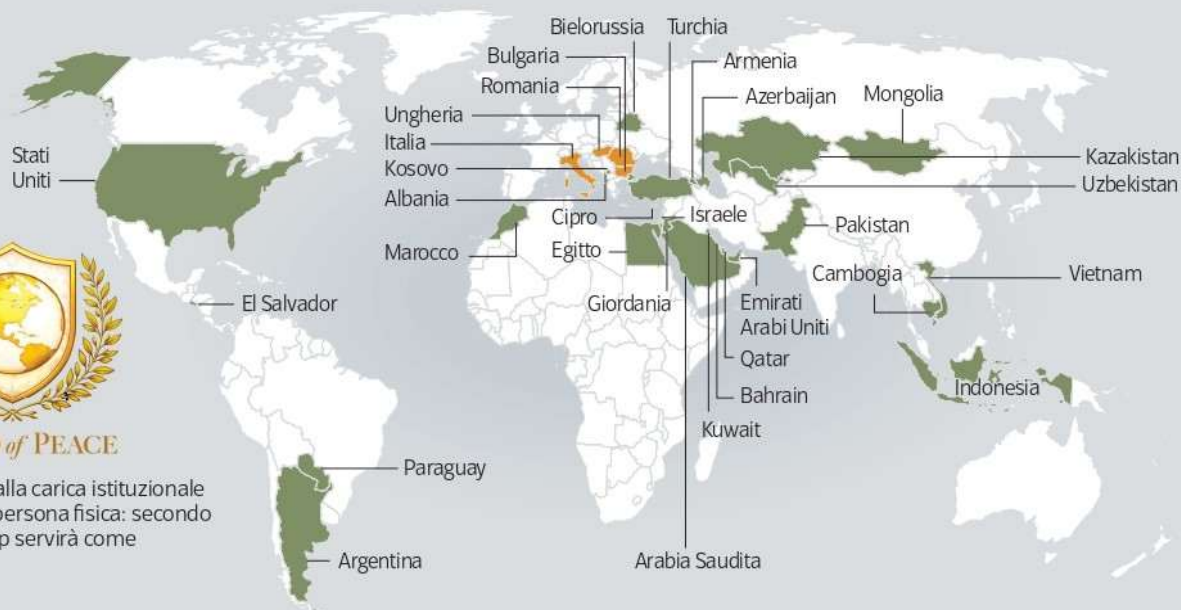 Bielorussia
Turchia
Bulgaria
Armenia
Romania
Azerbaijan
Mongolia
Ungheria
Italia
Kosovo
Albania
Stati
Uniti
Kazakistan
Uzbekistan
Cipro
Israele
Pakistan
Marocco
Egitto
Cambogia
Vietnam
El Salvador
Giordania
Emirati
Arabi Uniti
Qatar
Indonesia
Bahrain
Kuwait
of PEACE
Paraguay
alla carica istituzionale
persona fisica: secondo
p servirà come
Argentina
Arabia Saudita